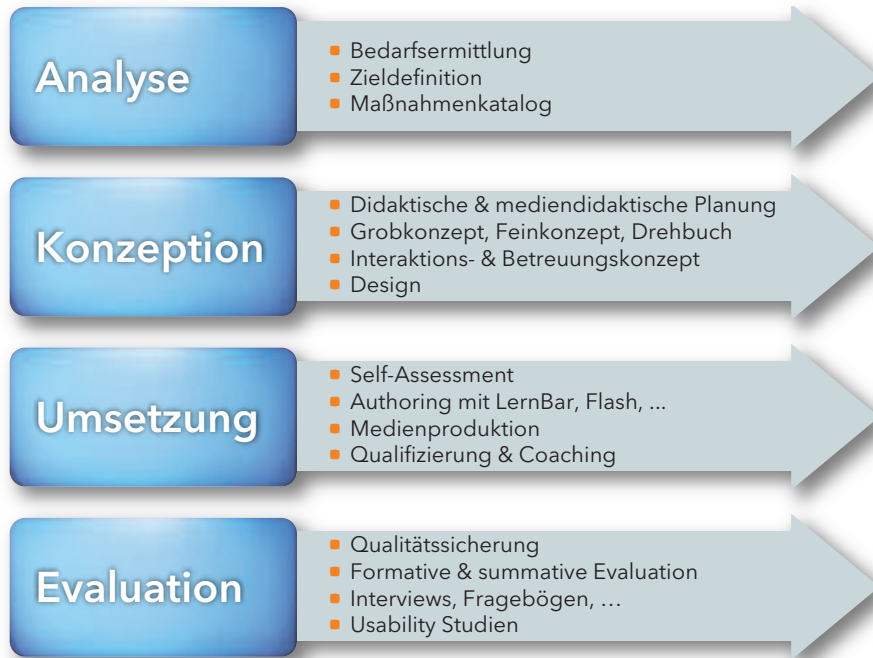 Analyse
Bedarfsermittlung
Zieldefinition
Maßnahmenkatalog
Konzeption
Didaktische & mediendidaktische Planung
Grobkonzept, Feinkonzept, Drehbuch
Interaktions- & Betreuungskonzept
Design
Umsetzung
Self-Assessment
Authoring mit LernBar, Flash, ...
Medienproduktion
Qualifizierung & Coaching
Evaluation
Qualitätssicherung
Formative & summative Evaluation
Interviews, Fragebögen, …
Usability Studien